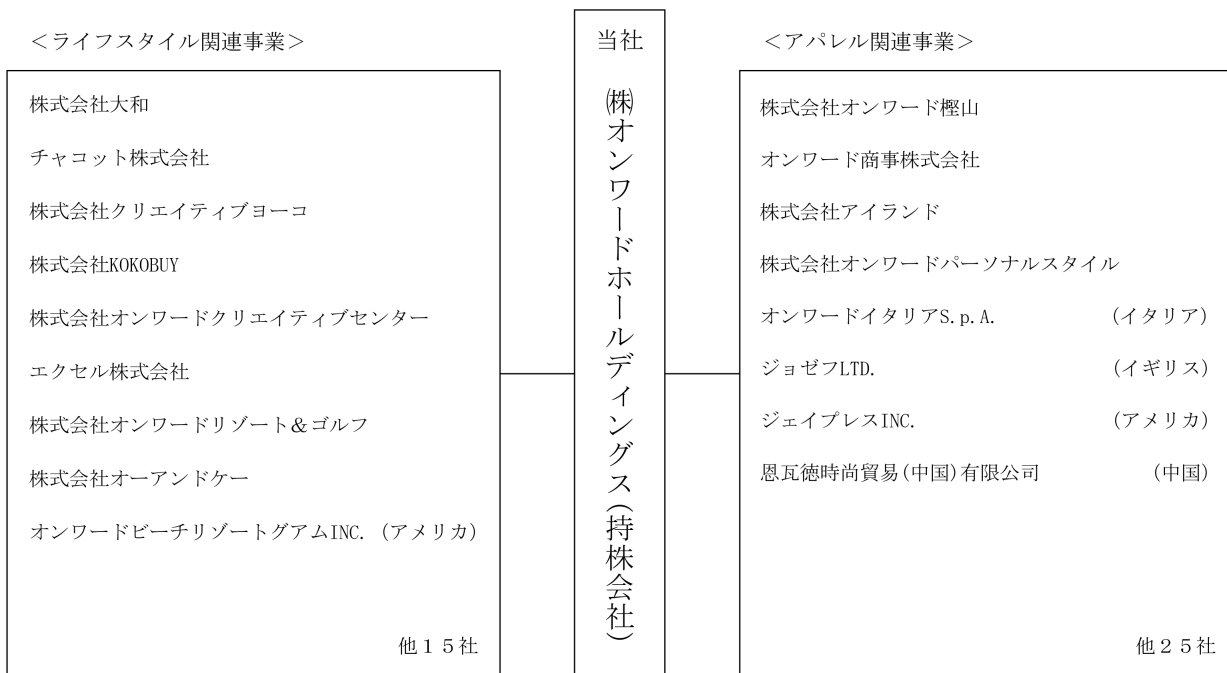 ＜ライフスタイル関連事業＞
株式会社大和
チャコット株式会社
株式会社クリエイティブヨーコ
株式会社KOKOBUY
株式会社オンワードクリエイティブセンター
エクセル株式会社
株式会社オンワードリゾート＆ゴルフ
株式会社オーアンドケー
オンワードビーチリゾートグアムINC. (アメリカ)
他１５社
当社
㈱オンワードホールディングス(持株会社)
＜アパレル関連事業＞
株式会社オンワード樫山
オンワード商事株式会社
株式会社アイランド
株式会社オンワードパーソナルスタイル
オンワードイタリアS.p.A. (イタリア)
ジョゼフLTD. (イギリス)
ジェイプレスINC. (アメリカ)
恩瓦徳時尚貿易(中国)有限公司 (中国)
他２５社